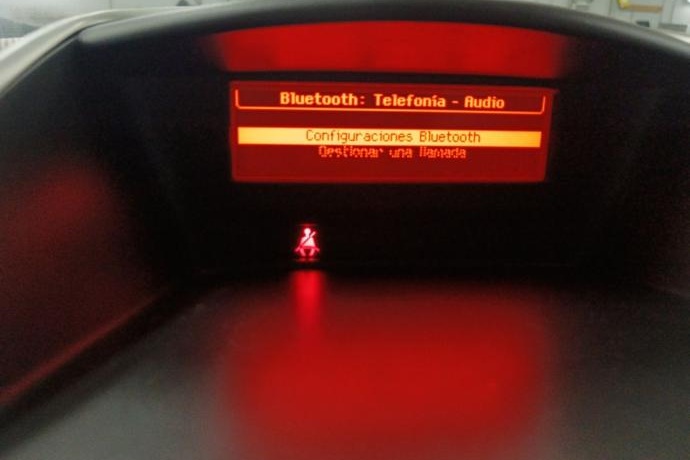 Bluetooth: Telefonía - Audio
Configuraciones Bluetooth
Gestionar una llamada